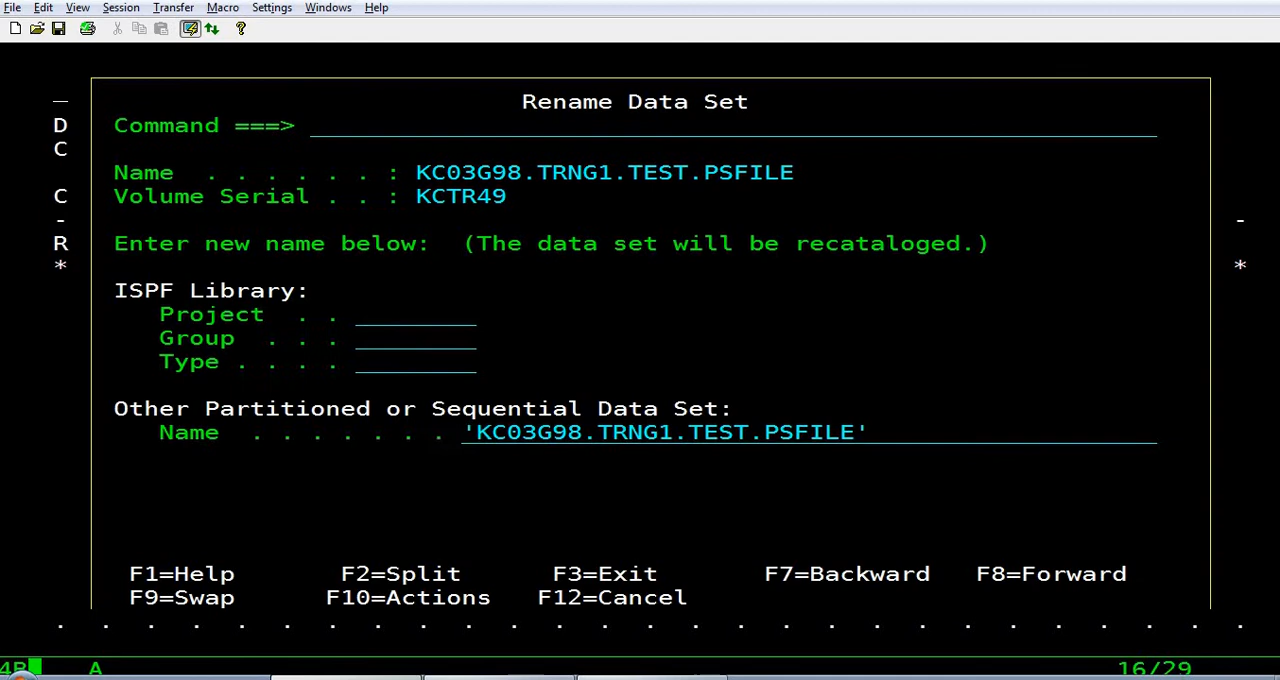 File Edit View Session Transfer Macro Settings Windows Help
Rename Data Set
D Command ===>
C
Name . . . . . . : KC03G98.TRNG1.TEST.PSFILE
C Volume Serial . . : KCTR49
- -
R Enter new name below: (The data set will be recataloged.)
* *
ISPF Library:
Project . .
Group . . .
Type . . . .
Other Partitioned or Sequential Data Set:
Name . . . . . . . 'KC03G98.TRNG1.TEST.PSFILE'
F1=Help F2=Split F3=Exit F7=Backward F8=Forward
F9=Swap F10=Actions F12=Cancel
. . . . . . . . . . . . . . . . . . . . . . . . . . .
A 16/29